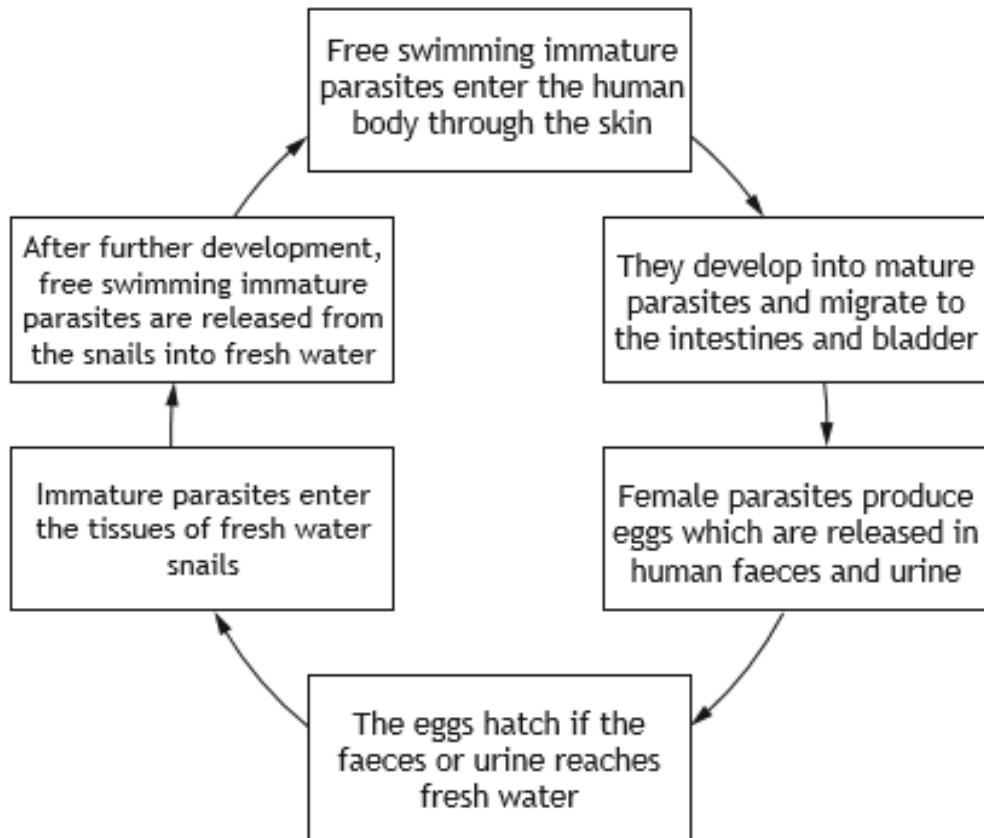 Free swimming immature
parasites enter the human
body through the skin
They develop into mature
parasites and migrate to
the intestines and bladder
Female parasites produce
eggs which are released in
human faeces and urine
The eggs hatch if the
faeces or urine reaches
fresh water
Immature parasites enter
the tissues of fresh water
snails
After further development,
free swimming immature
parasites are released from
the snails into fresh water